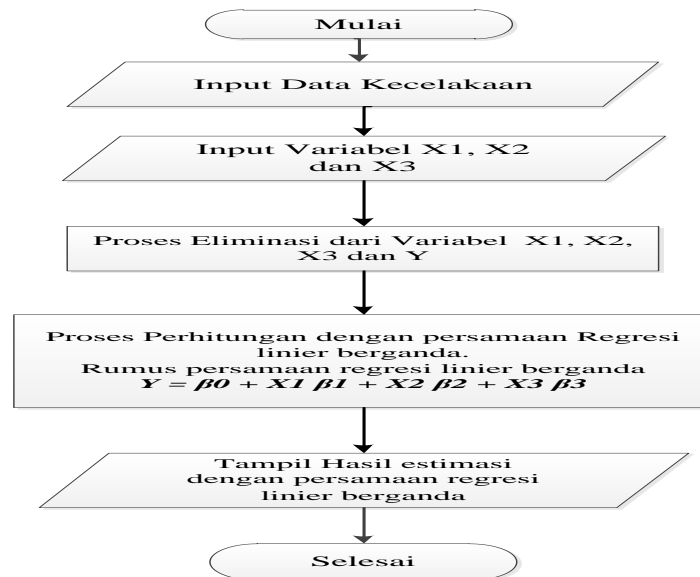 Mulai
Input Data Kecelakaan
Input Variabel X1, X2
dan X3
Proses Eliminasi dari Variabel X1, X2,
X3 dan Y
Proses Perhitungan dengan persamaan Regresi
linier berganda.
Rumus persamaan regresi linier berganda
Y = β0 + X1 β1 + X2 β2 + X3 β3
Tampil Hasil estimasi
dengan persamaan regresi
linier berganda
Selesai